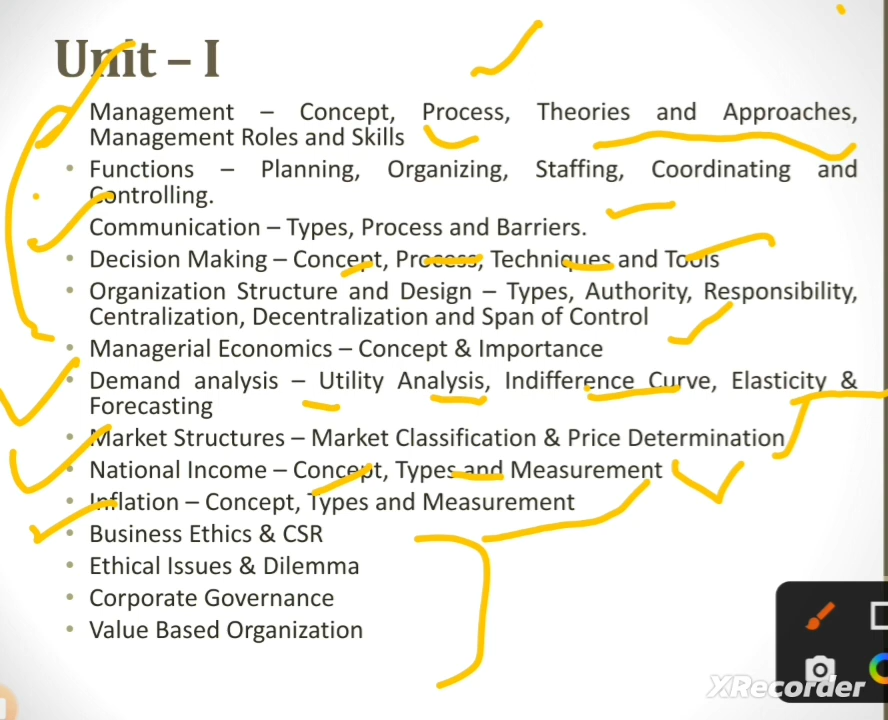 Unit – I
Management – Concept, Process, Theories and Approaches,
Management Roles and Skills
• Functions – Planning, Organizing, Staffing, Coordinating and
Controlling.
Communication – Types, Process and Barriers.
• Decision Making – Concept, Process, Techniques and Tools
• Organization Structure and Design – Types, Authority, Responsibility,
Centralization, Decentralization and Span of Control
• Managerial Economics – Concept & Importance
• Demand analysis – Utility Analysis, Indifference Curve, Elasticity &
Forecasting
• Market Structures – Market Classification & Price Determination
• National Income – Concept, Types and Measurement
• Inflation – Concept, Types and Measurement
• Business Ethics & CSR
• Ethical Issues & Dilemma
• Corporate Governance
• Value Based Organization
XRecorder